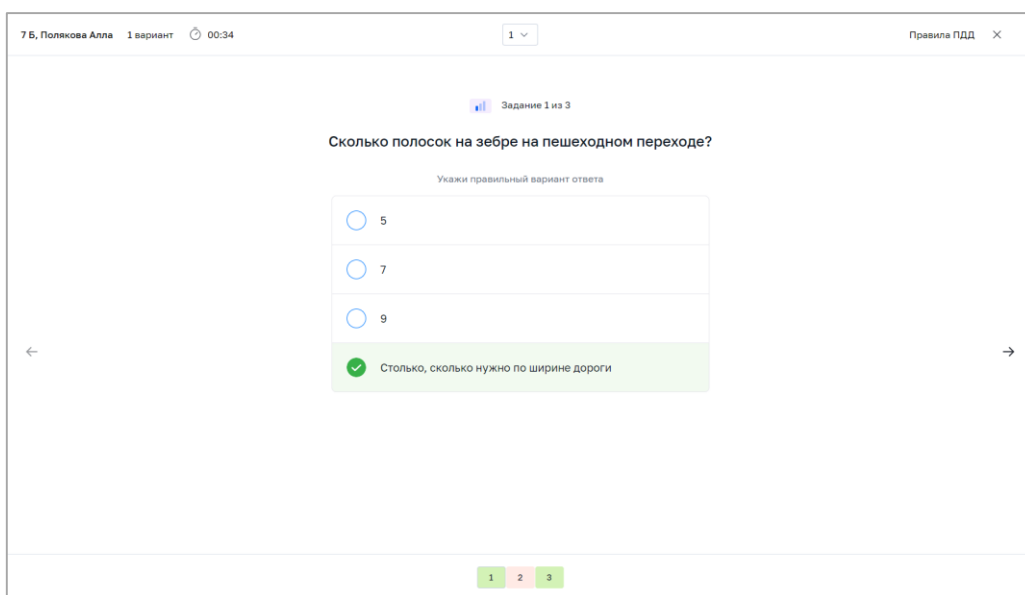 7 Б, Полякова Алла 1 вариант 00:34 1 Правила ПДД
Задание 1 из 3
Сколько полосок на зебре на пешеходном переходе?
Укажи правильный вариант ответа
5
7
9
Столько, сколько нужно по ширине дороги
1 2 3